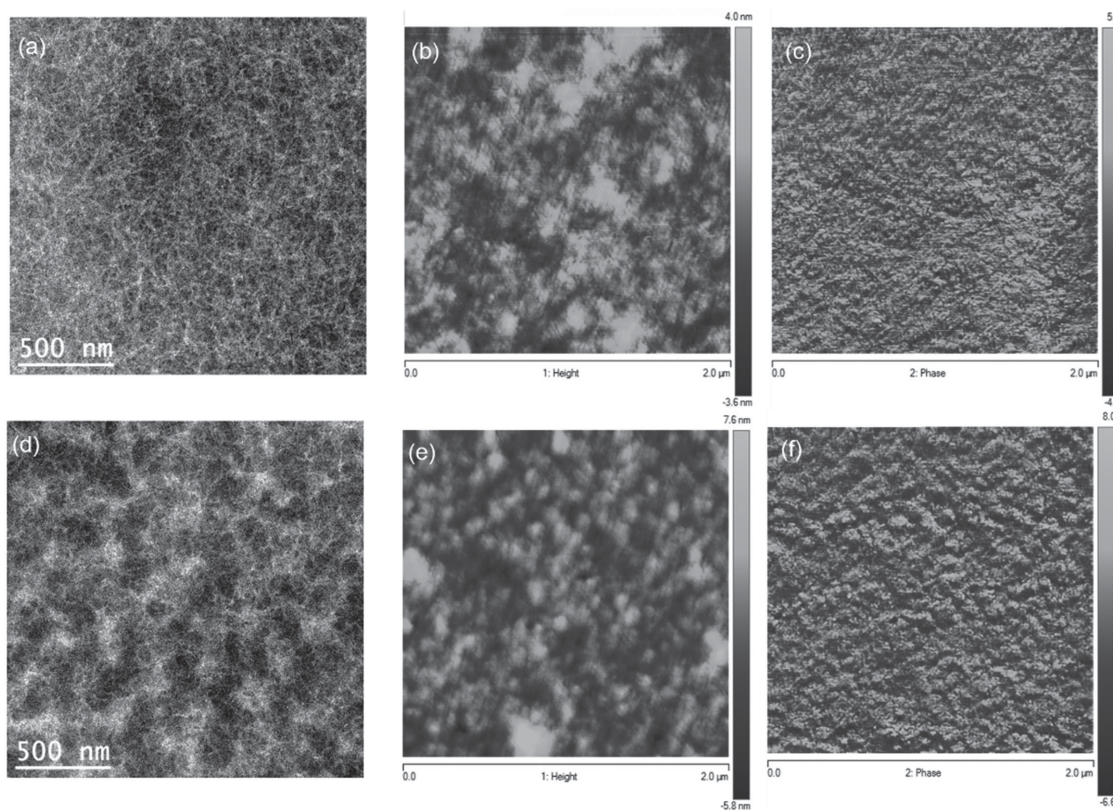 (a)
500 nm
(b)
4.0 nm
-3.6 nm
0.0 1: Height 2.0 µm
(c)
0.0 2: Phase 2.0 µm
(d)
500 nm
(e)
7.6 nm
-5.8 nm
0.0 1: Height 2.0 µm
(f)
8.0
0.0 2: Phase 2.0 µm